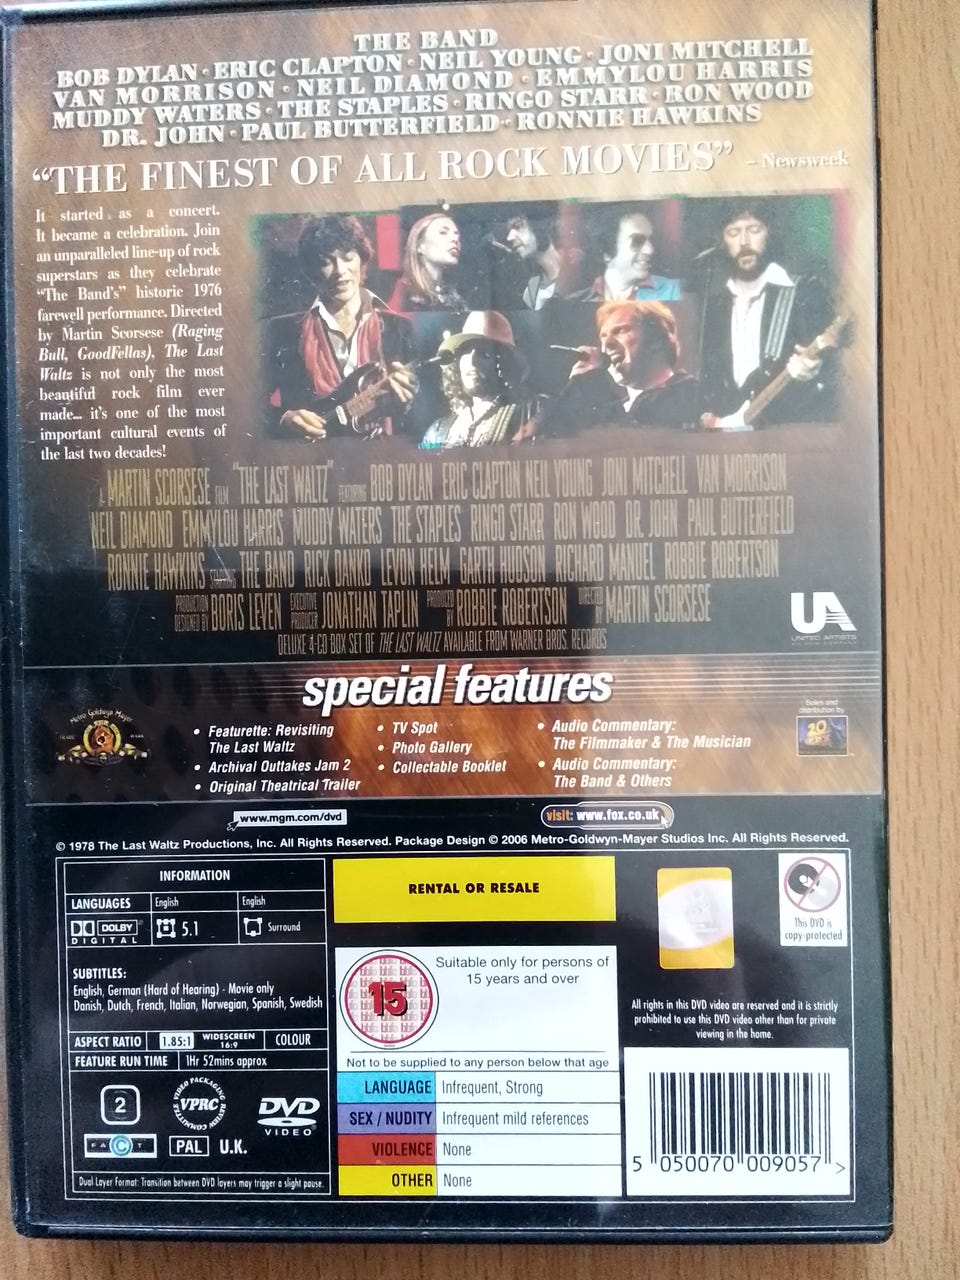 THE BAND
BOB DYLAN · ERIC CLAPTON · NEIL YOUNG · JONI MITCHELL
VAN MORRISON · NEIL DIAMOND · EMMYLOU HARRIS
MUDDY WATERS · THE STAPLES · RINGO STARR · RON WOOD
DR. JOHN · PAUL BUTTERFIELD · RONNIE HAWKINS
“THE FINEST OF ALL ROCK MOVIES” – Newsweek
It started as a concert.
It became a celebration. Join
an unparalleled line-up of rock
superstars as they celebrate
“The Band's” historic 1976
farewell performance. Directed
by Martin Scorsese (Raging
Bull, GoodFellas), The Last
Waltz is not only the most
beautiful rock film ever
made... it's one of the most
important cultural events of
the last two decades!
A MARTIN SCORSESE FILM “THE LAST WALTZ” FEATURING BOB DYLAN ERIC CLAPTON NEIL YOUNG JONI MITCHELL VAN MORRISON
NEIL DIAMOND EMMYLOU HARRIS MUDDY WATERS THE STAPLES RINGO STARR RON WOOD DR. JOHN PAUL BUTTERFIELD
RONNIE HAWKINS STARRING THE BAND RICK DANKO LEVON HELM GARTH HUDSON RICHARD MANUEL ROBBIE ROBERTSON
PRODUCTION DESIGNED BY BORIS LEVEN EXECUTIVE PRODUCER JONATHAN TAPLIN PRODUCED BY ROBBIE ROBERTSON DIRECTED BY MARTIN SCORSESE
DELUXE 4-CD BOX SET OF THE LAST WALTZ AVAILABLE FROM WARNER BROS. RECORDS
UA
UNITED ARTISTS
special features
Metro Goldwyn Mayer
• Featurette: Revisiting
The Last Waltz
• Archival Outtakes Jam 2
• Original Theatrical Trailer
• TV Spot
• Photo Gallery
• Collectable Booklet
• Audio Commentary:
The Filmmaker & The Musician
• Audio Commentary:
The Band & Others
Sales and
distribution by
20
FOX
www.mgm.com/dvd
visit: www.fox.co.uk
© 1978 The Last Waltz Productions, Inc. All Rights Reserved. Package Design © 2006 Metro-Goldwyn-Mayer Studios Inc. All Rights Reserved.
INFORMATION
LANGUAGES English English
DOLBY
DIGITAL
5.1 Surround
SUBTITLES:
English, German (Hard of Hearing) - Movie only
Danish, Dutch, French, Italian, Norwegian, Spanish, Swedish
ASPECT RATIO 1.85:1 WIDESCREEN 16:9 COLOUR
FEATURE RUN TIME 1Hr 52mins approx
2
VIDEO PACKAGING REVIEW COMMITTEE
VPRC
DVD
VIDEO
FACT
PAL U.K.
Dual Layer Format: Transition between DVD layers may trigger a slight pause.
RENTAL OR RESALE
15
Suitable only for persons of
15 years and over
Not to be supplied to any person below that age
LANGUAGE Infrequent, Strong
SEX / NUDITY Infrequent mild references
VIOLENCE None
OTHER None
This DVD is
copy-protected
All rights in this DVD video are reserved and it is strictly
prohibited to use this DVD video other than for private
viewing in the home.
5 050070 009057 >